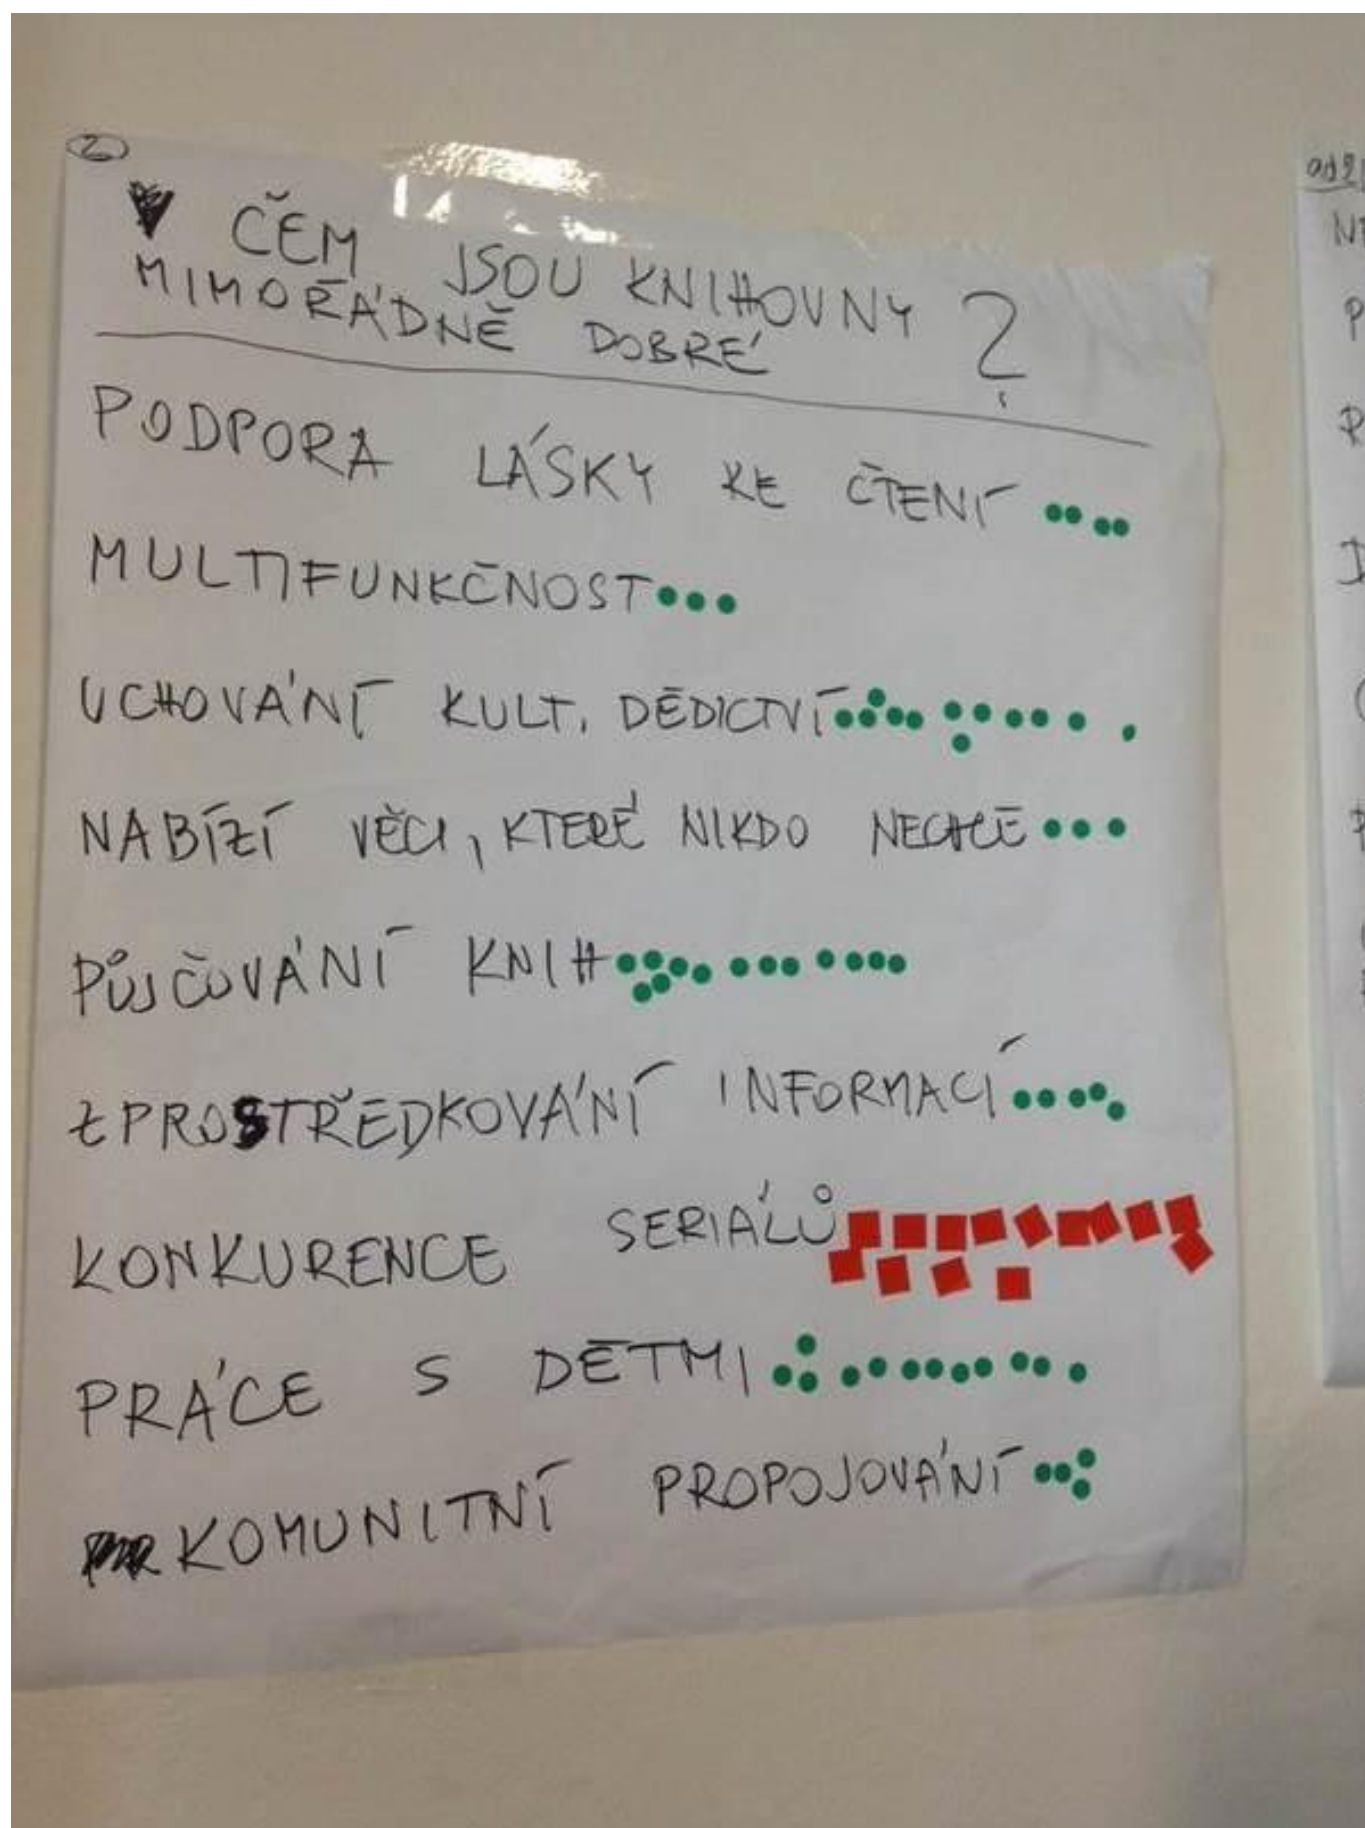 2
V ČEM JSOU KNIHOVNY
MIMOŘÁDNĚ DOBRÉ ?
PODPORA LÁSKY KE ČTENÍ
MULTIFUNKČNOST
UCHOVÁNÍ KULT. DĚDICTVÍ
NABÍZÍ VĚCI, KTERÉ NIKDO NECHCE
PŮJČOVÁNÍ KNIH
ZPROSTŘEDKOVÁNÍ INFORMACÍ
KONKURENCE SERIÁLŮ
PRÁCE S DĚTMI
KOMUNITNÍ PROPOJOVÁNÍ